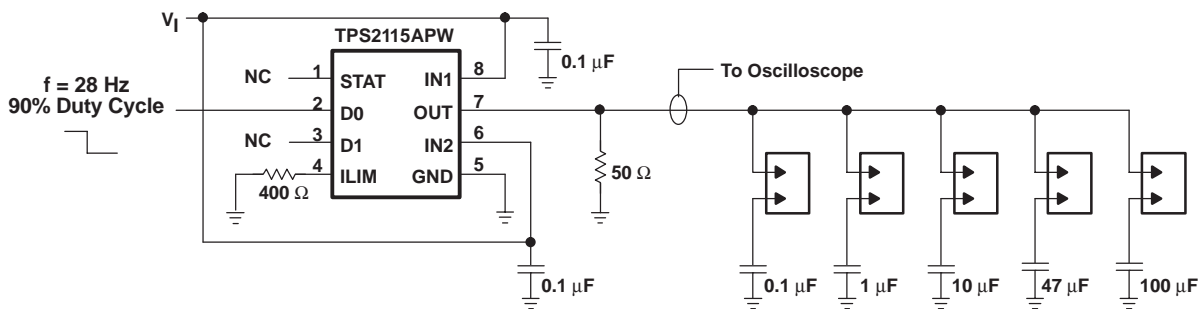 V_I
TPS2115APW
0.1 µF
f = 28 Hz
90% Duty Cycle
NC
1
STAT
IN1
8
2
D0
OUT
7
To Oscilloscope
NC
3
D1
IN2
6
4
ILIM
GND
5
400 Ω
50 Ω
0.1 µF
0.1 µF
1 µF
10 µF
47 µF
100 µF